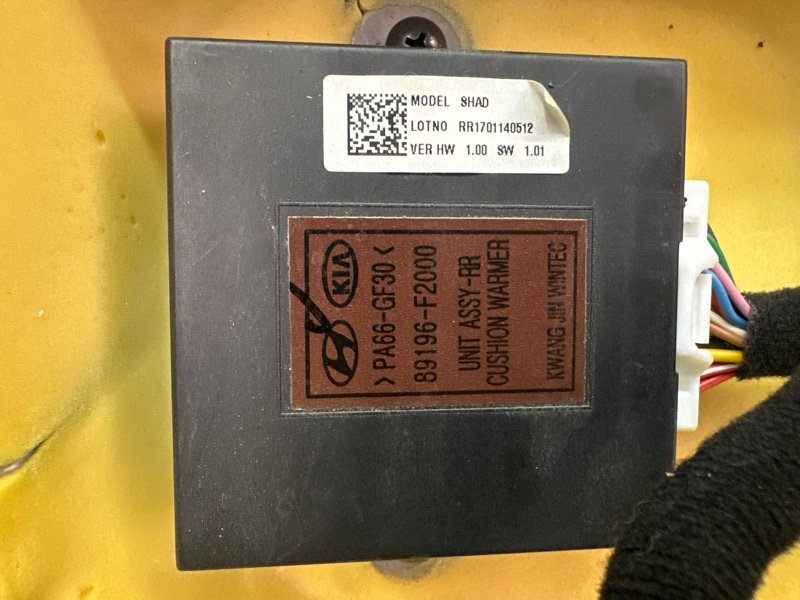 MODEL SHAD
LOTNO RR1701140512
VER HW 1.00 SW 1.01
KIA
>PA66-GF30<
89196-F2000
UNIT ASSY-RR
CUSHION WARMER
KWANG JIN WINTEC